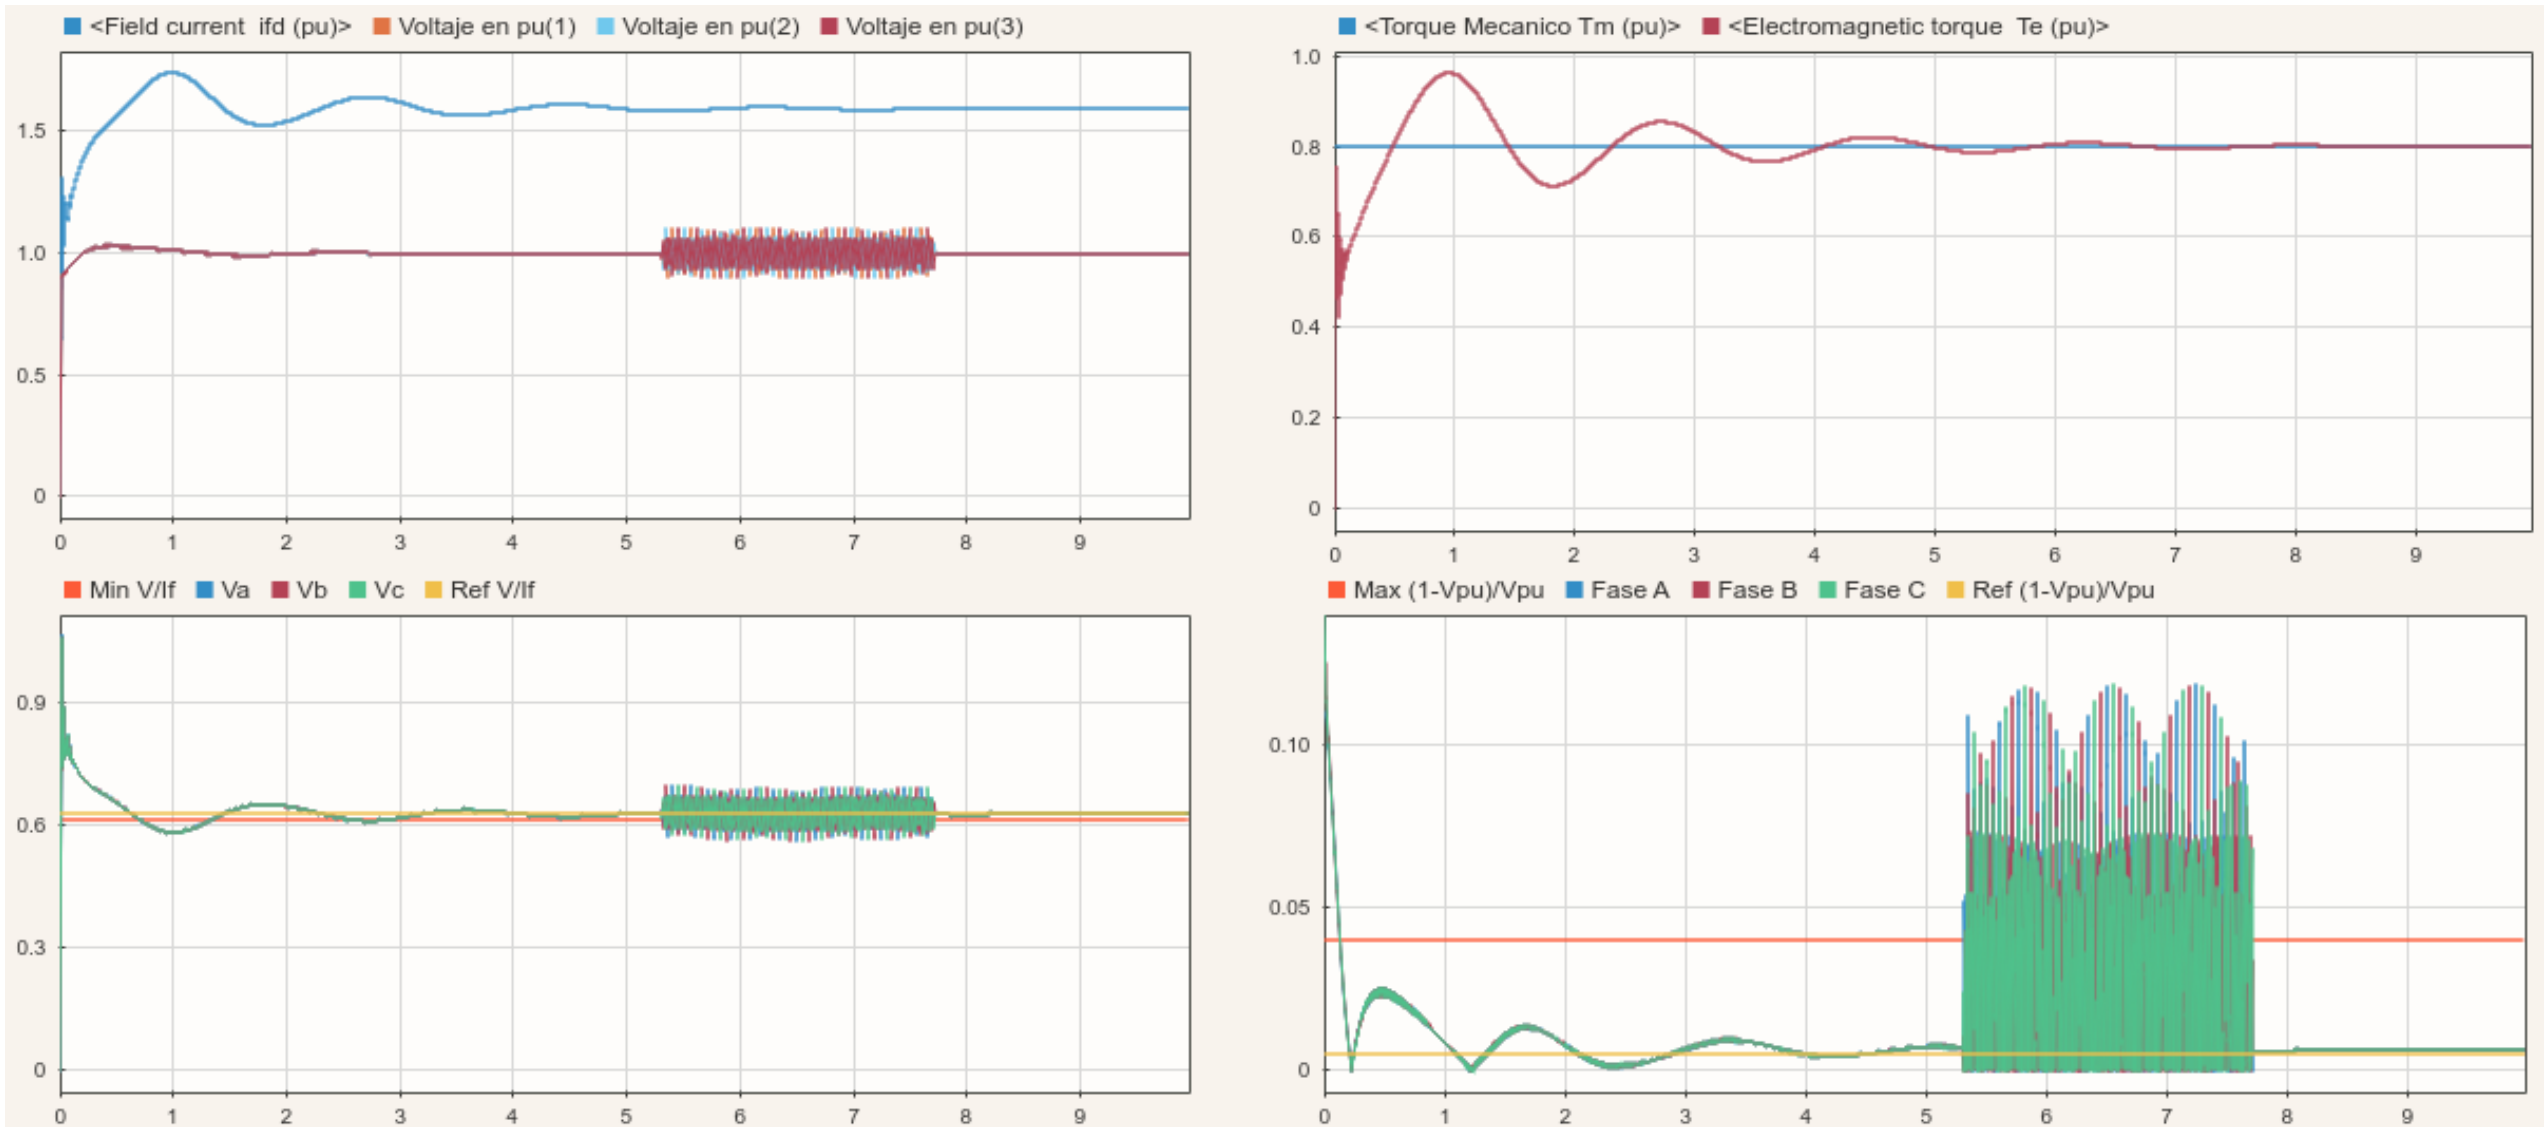 <Field current ifd (pu)> Voltaje en pu(1) Voltaje en pu(2) Voltaje en pu(3)
1.5
1.0
0.5
0
0 1 2 3 4 5 6 7 8 9
<Torque Mecanico Tm (pu)> <Electromagnetic torque Te (pu)>
1.0
0.8
0.6
0.4
0.2
0
0 1 2 3 4 5 6 7 8 9
Min V/If Va Vb Vc Ref V/If
0.9
0.6
0.3
0
0 1 2 3 4 5 6 7 8 9
Max (1-Vpu)/Vpu Fase A Fase B Fase C Ref (1-Vpu)/Vpu
0.10
0.05
0
0 1 2 3 4 5 6 7 8 9